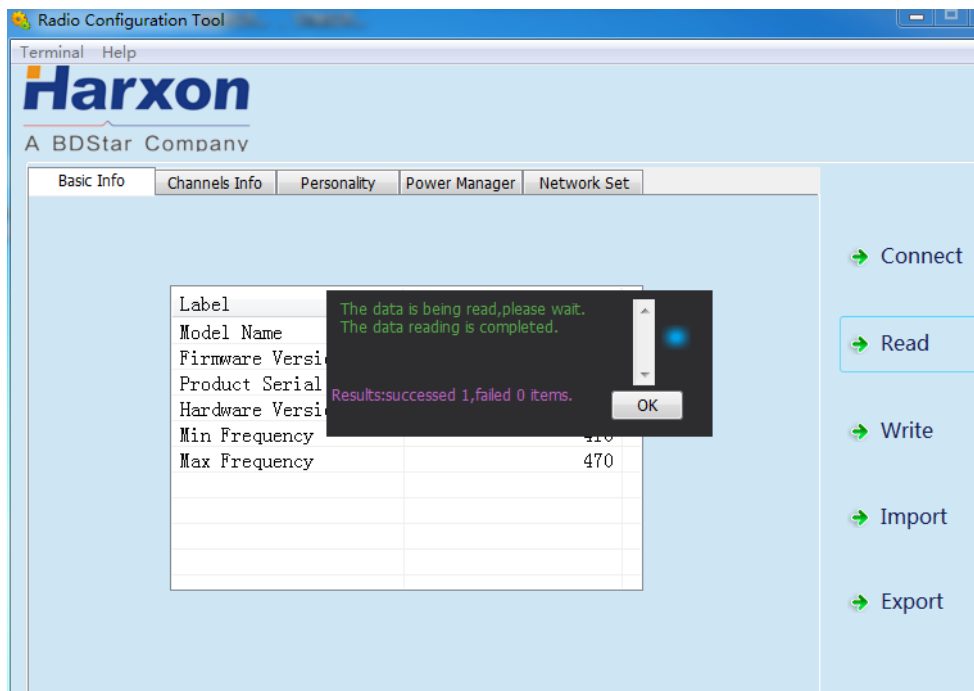 Radio Configuration Tool
Terminal Help
Harxon
A BDStar Company
Basic Info Channels Info Personality Power Manager Network Set
Connect
Label
The data is being read,please wait.
The data reading is completed.
Model Name
Read
Firmware Versi
Product Serial
Results:successed 1,failed 0 items.
OK
Hardware Versi
Min Frequency
Write
Max Frequency 470
Import
Export